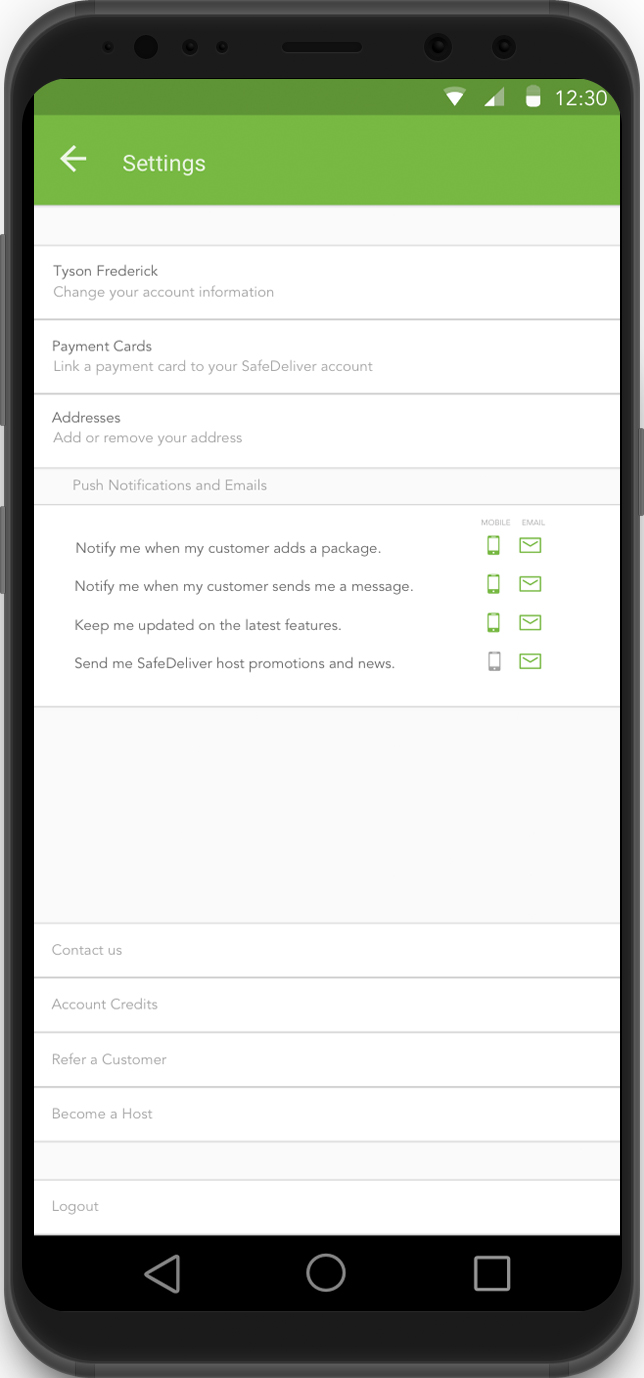 12:30
Settings
Tyson Frederick
Change your account information
Payment Cards
Link a payment card to your SafeDeliver account
Addresses
Add or remove your address
Push Notifications and Emails
MOBILE EMAIL
Notify me when my customer adds a package.
Notify me when my customer sends me a message.
Keep me updated on the latest features.
Send me SafeDeliver host promotions and news.
Contact us
Account Credits
Refer a Customer
Become a Host
Logout